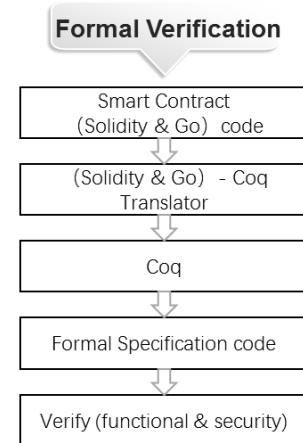 Formal Verification
Smart Contract
（Solidity & Go） code
（Solidity & Go） - Coq
Translator
Coq
Formal Specification code
Verify (functional & security)